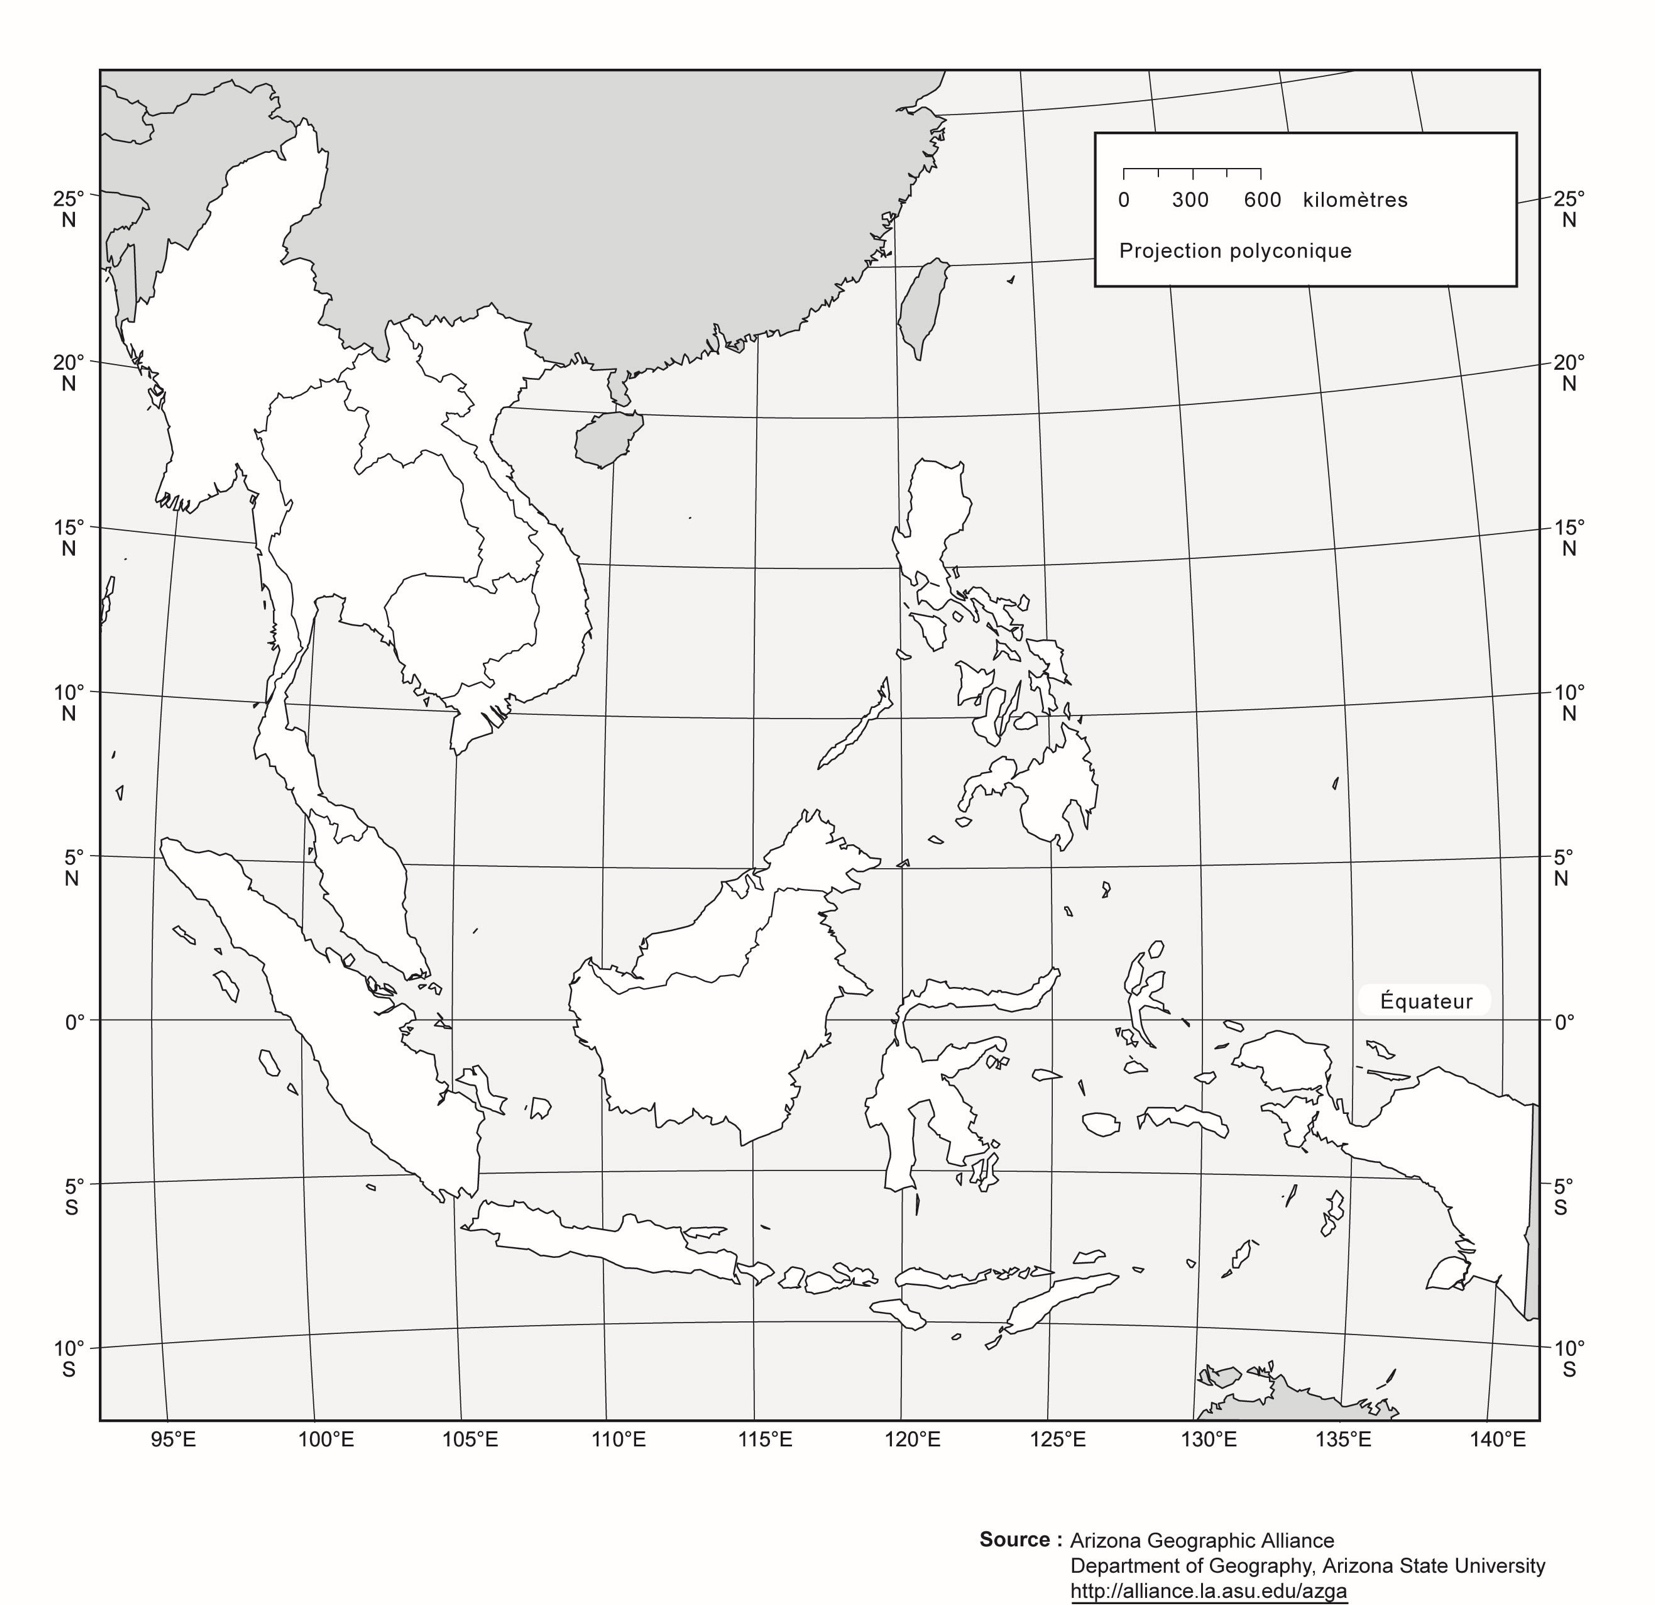 25°
N
25°
N
0 300 600 kilomètres
Projection polyconique
20°
N
20°
N
15°
N
15°
N
10°
N
10°
N
5°
N
5°
N
Équateur
0°
0°
5°
S
5°
S
10°
S
10°
S
95°E 100°E 105°E 110°E 115°E 120°E 125°E 130°E 135°E 140°E
Source : Arizona Geographic Alliance
Department of Geography, Arizona State University
http://alliance.la.asu.edu/azga